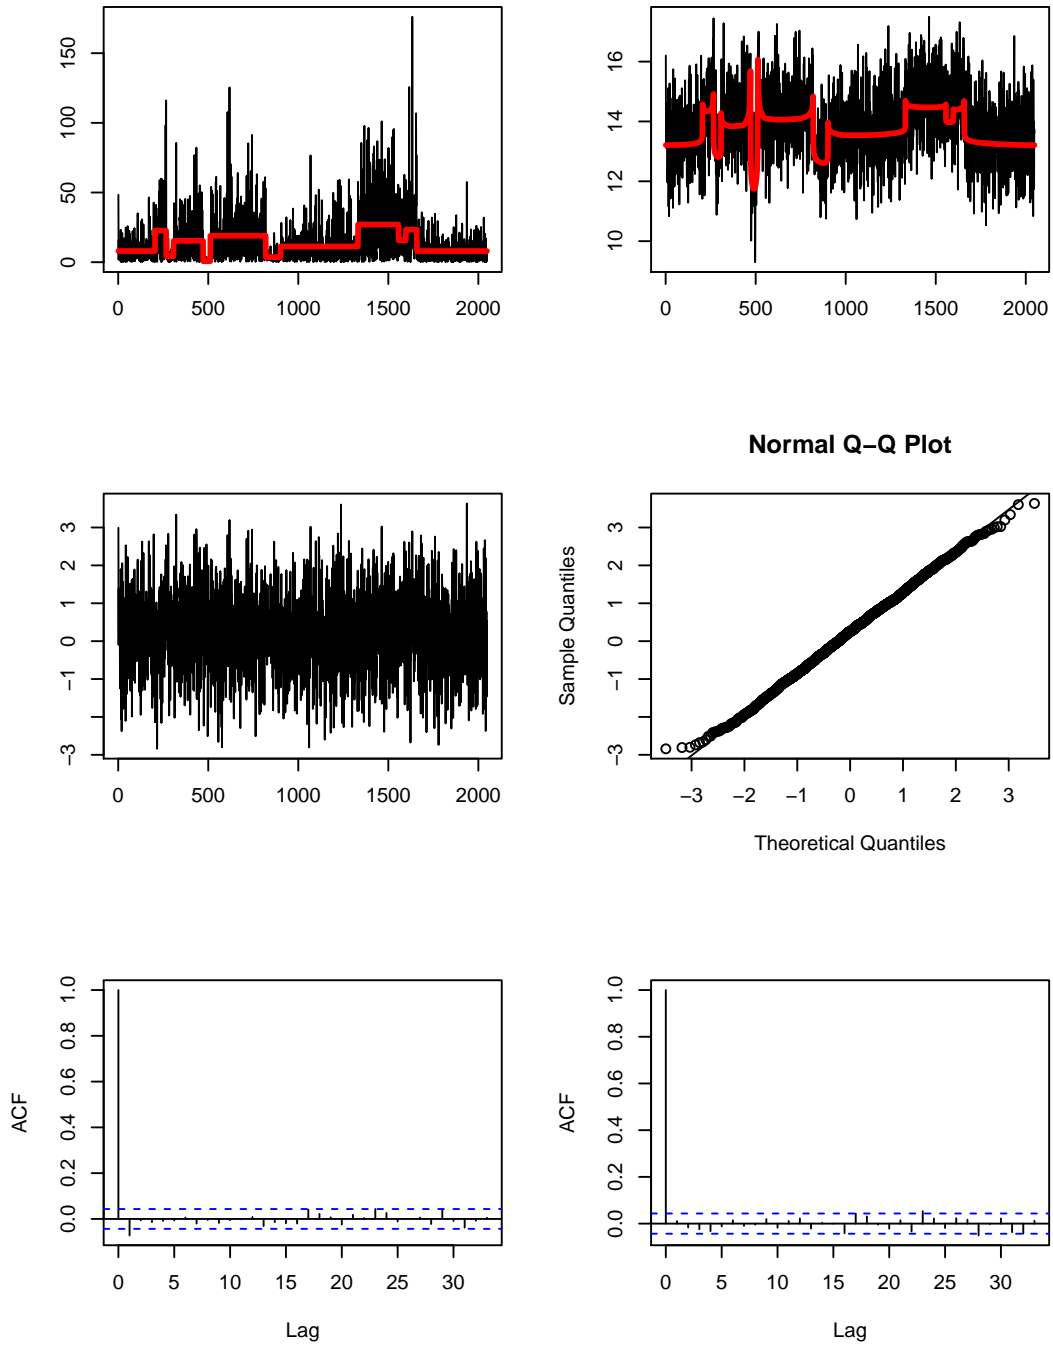 150
100
50
0
0 500 1000 1500 2000
16
14
12
10
0 500 1000 1500 2000
3
2
1
0
−1
−3
0 500 1000 1500 2000
Normal Q−Q Plot
Sample Quantiles
3
2
1
0
−1
−3
−3 −2 −1 0 1 2 3
Theoretical Quantiles
ACF
1.0
0.8
0.6
0.4
0.2
0.0
0 5 10 15 20 25 30
Lag
ACF
1.0
0.8
0.6
0.4
0.2
0.0
0 5 10 15 20 25 30
Lag